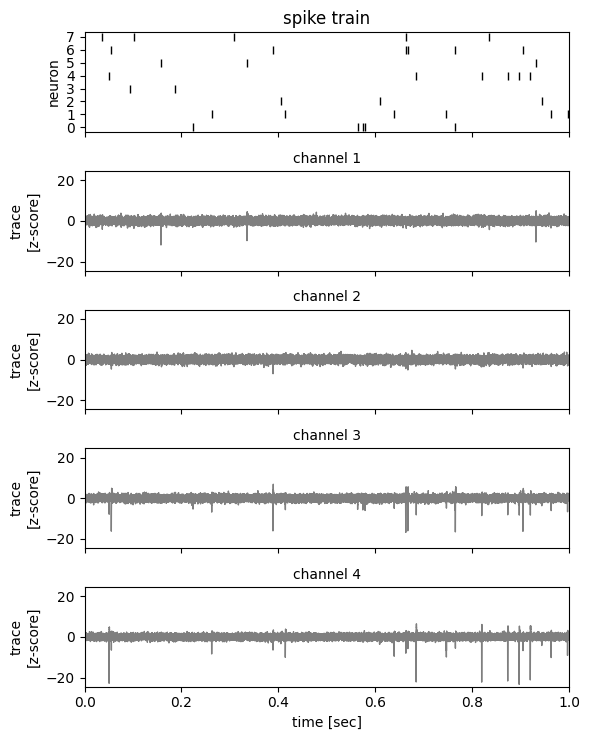 spike train
neuron
7
6
5
4
3
2
1
0
channel 1
trace
[z-score]
20
0
−20
channel 2
trace
[z-score]
20
0
−20
channel 3
trace
[z-score]
20
0
−20
channel 4
trace
[z-score]
20
0
−20
0.0 0.2 0.4 0.6 0.8 1.0
time [sec]